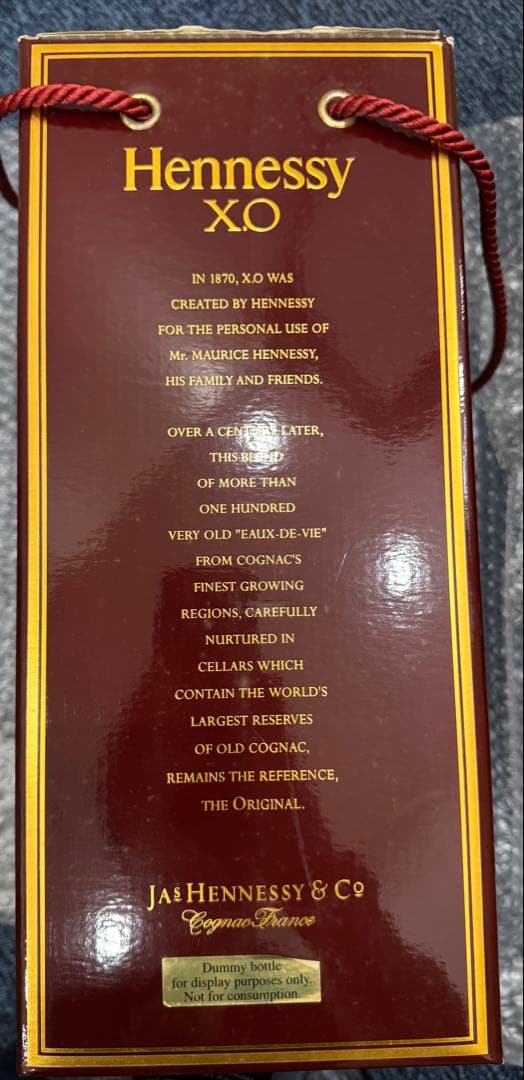 Hennessy
X.O
IN 1870, X.O WAS
CREATED BY HENNESSY
FOR THE PERSONAL USE OF
Mr. MAURICE HENNESSY,
HIS FAMILY AND FRIENDS.
OVER A CENTURY LATER,
THIS BLEND
OF MORE THAN
ONE HUNDRED
VERY OLD "EAUX-DE-VIE"
FROM COGNAC'S
FINEST GROWING
REGIONS, CAREFULLY
NURTURED IN
CELLARS WHICH
CONTAIN THE WORLD'S
LARGEST RESERVES
OF OLD COGNAC,
REMAINS THE REFERENCE,
THE ORIGINAL.
JAS HENNESSY & CO
Cognac France
Dummy bottle
for display purposes only.
Not for consumption.